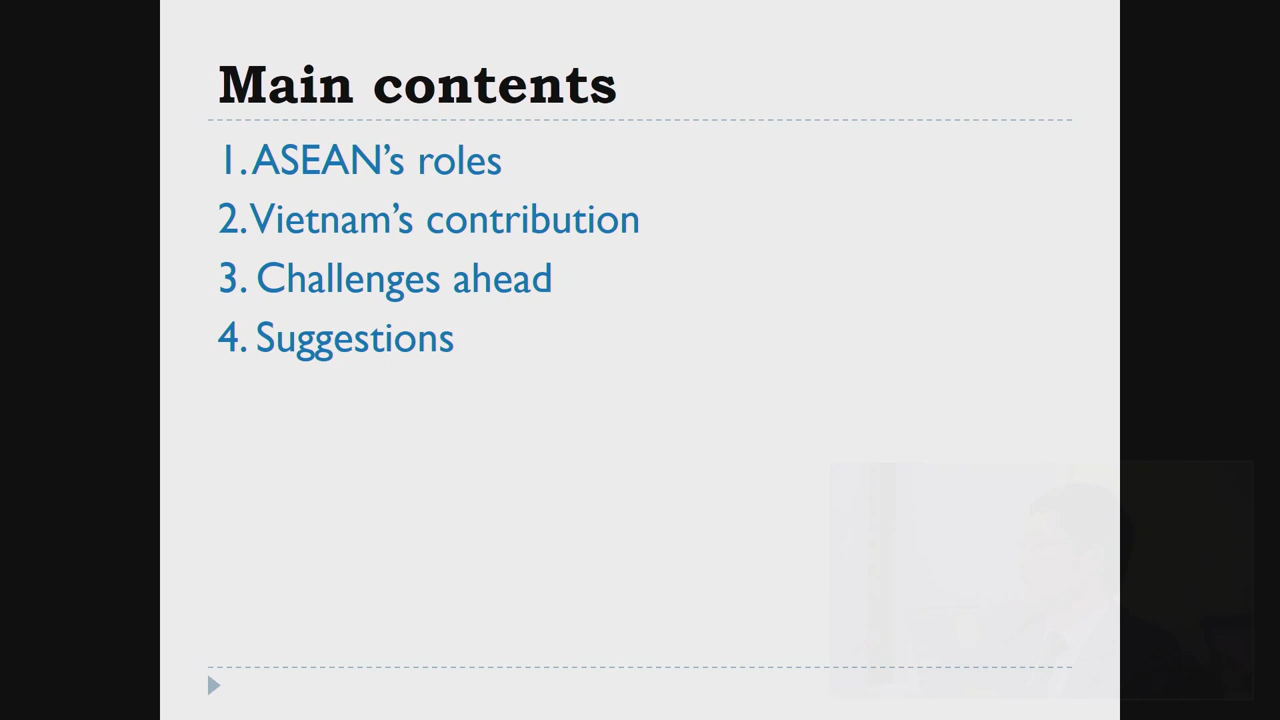 Main contents
1. ASEAN’s roles
2. Vietnam’s contribution
3. Challenges ahead
4. Suggestions